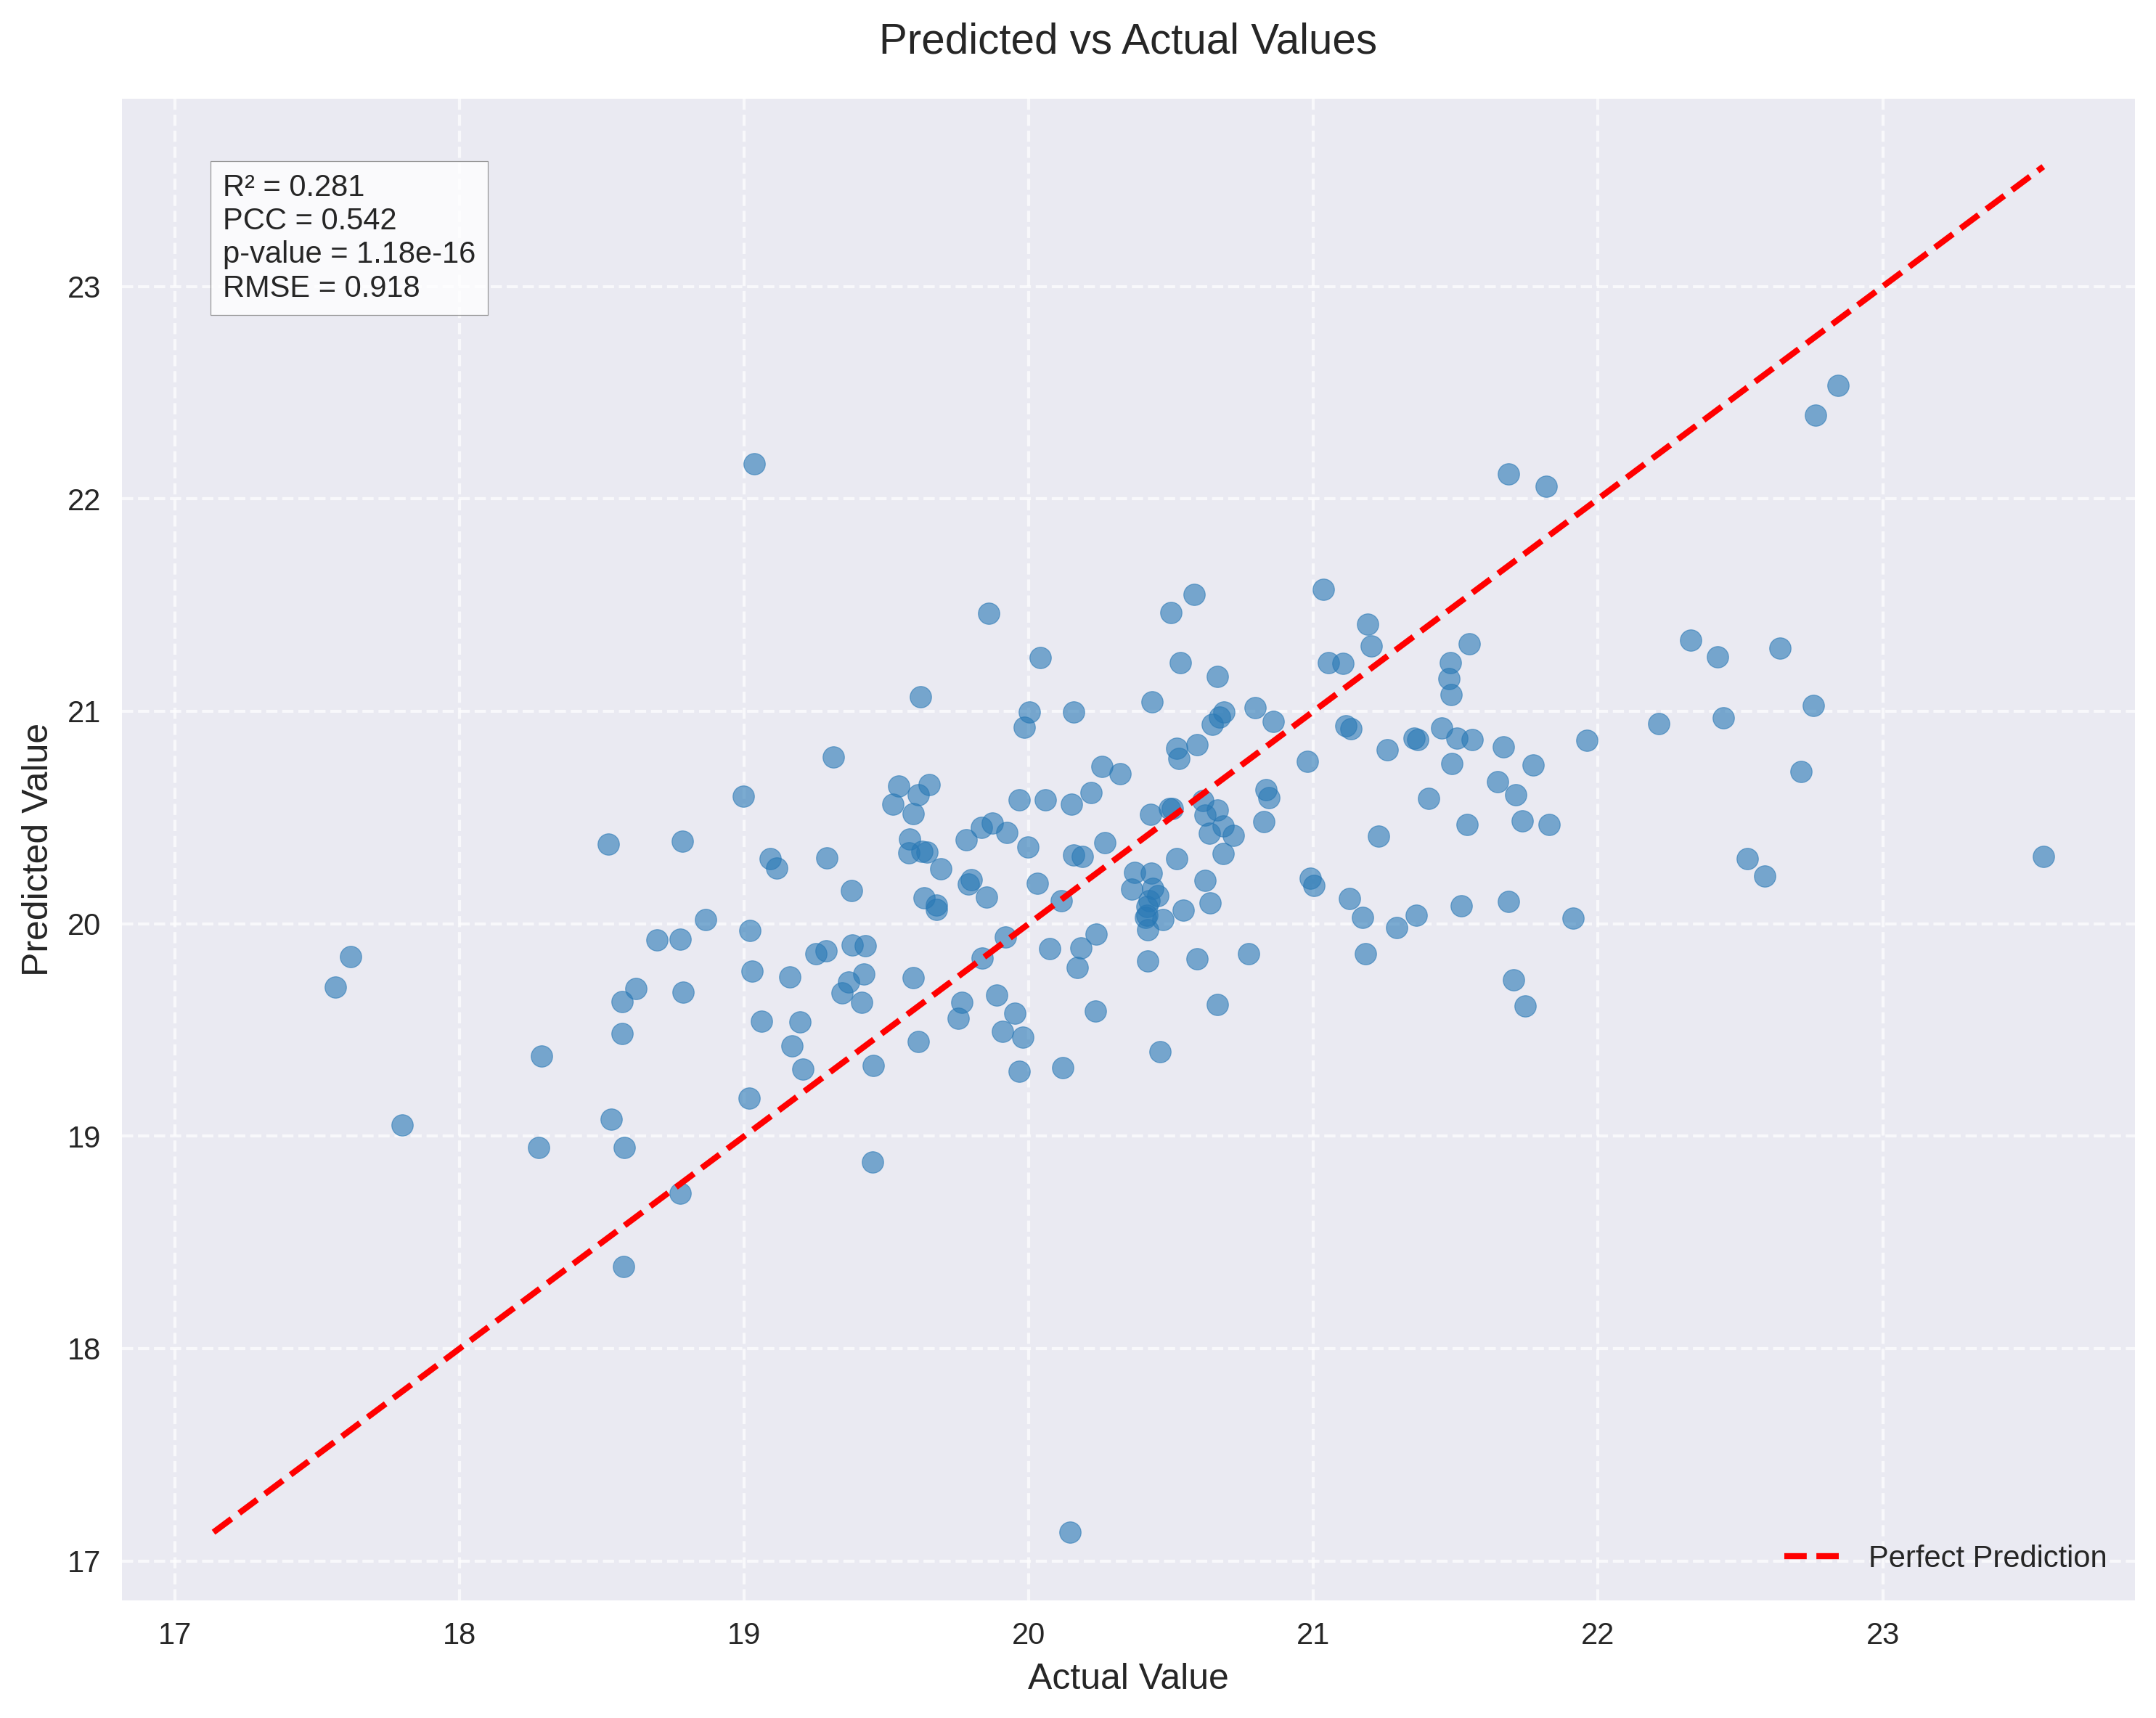 Predicted vs Actual Values
R² = 0.281
PCC = 0.542
p-value = 1.18e-16
RMSE = 0.918
23
22
21
20
19
18
17
Predicted Value
Perfect Prediction
17 18 19 20 21 22 23
Actual Value